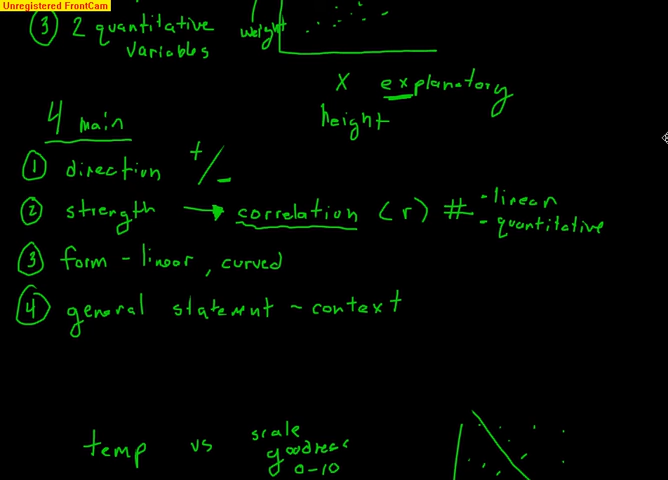 Unregistered FrontCam
③ 2 quantitative
variables
weight
x explanatory
height
4 main
① direction +/-
② strength → correlation (r) # - linear
- quantitative
③ form - linear, curved
④ general statement - context
temp vs scale
goodness
0-10